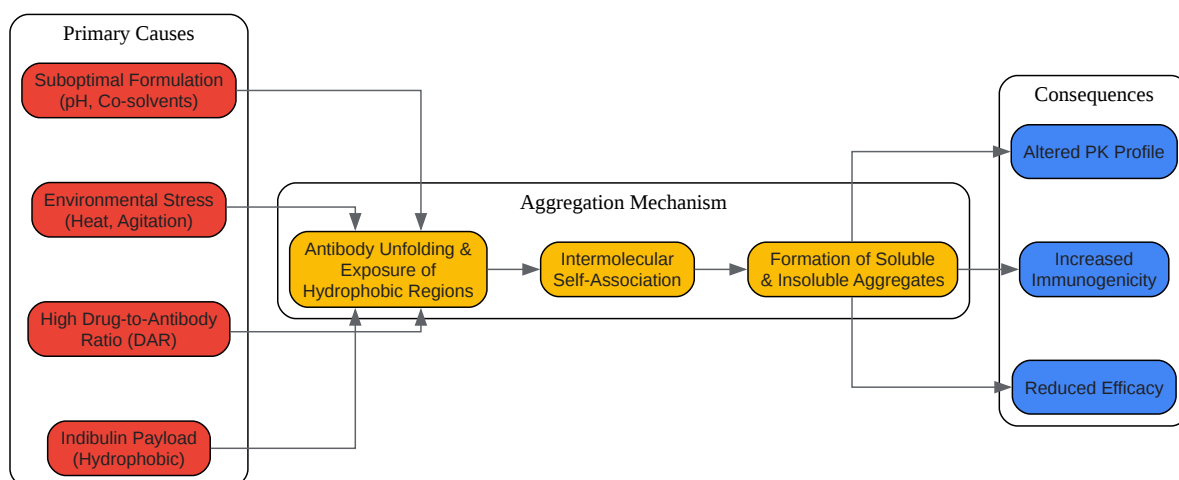 Primary Causes
Suboptimal Formulation
(pH, Co-solvents)
Environmental Stress
(Heat, Agitation)
High Drug-to-Antibody
Ratio (DAR)
Indibulin Payload
(Hydrophobic)
Aggregation Mechanism
Antibody Unfolding &
Exposure of
Hydrophobic Regions
Intermolecular
Self-Association
Formation of Soluble
& Insoluble Aggregates
Consequences
Altered PK Profile
Increased
Immunogenicity
Reduced Efficacy